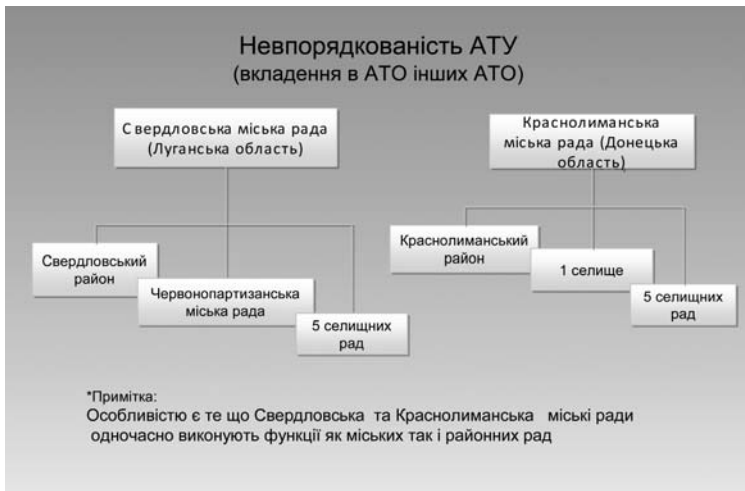 Невпорядкованість АТУ
(вкладення в АТО інших АТО)
Свердловська міська рада
(Луганська область)
Свердловський
район
Червонопартизанська
міська рада
5 селищних
рад
Краснолиманська
міська рада (Донецька
область)
Краснолиманський
район
1 селище
5 селищних
рад
*Примітка:
Особливістю є те що Свердловська та Краснолиманська міські ради
одночасно виконують функції як міських так і районних рад